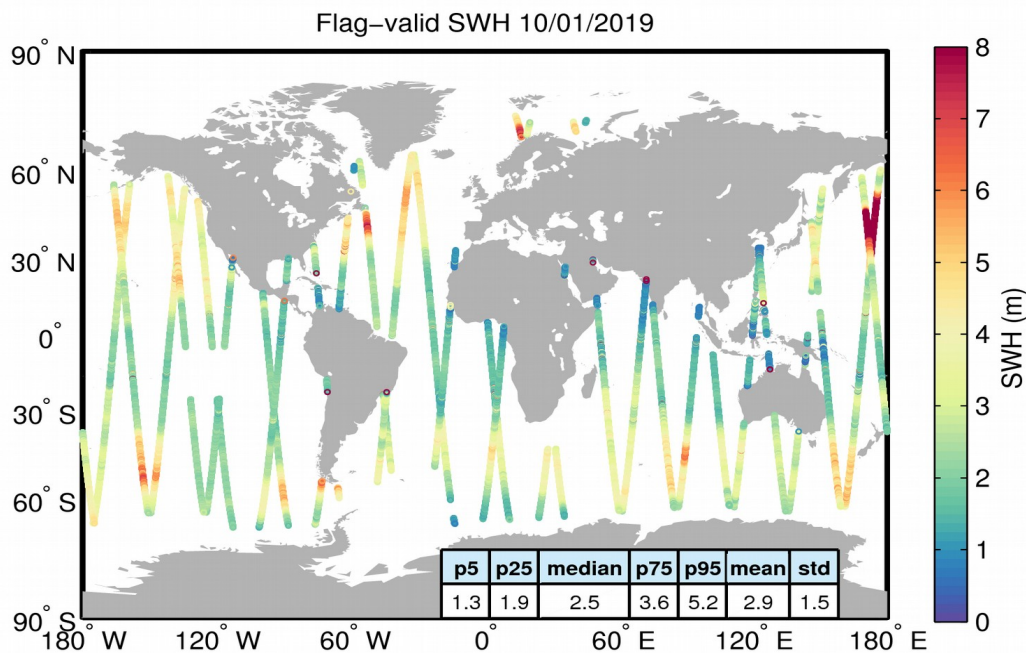 Flag–valid SWH 10/01/2019
90° N
60° N
30° N
0°
30° S
60° S
90° S
180° W
120° W
60° W
0°
60° E
120° E
180° E
8
7
6
5
4
3
2
1
0
SWH (m)
p5 p25 median p75 p95 mean std
1.3 1.9 2.5 3.6 5.2 2.9 1.5